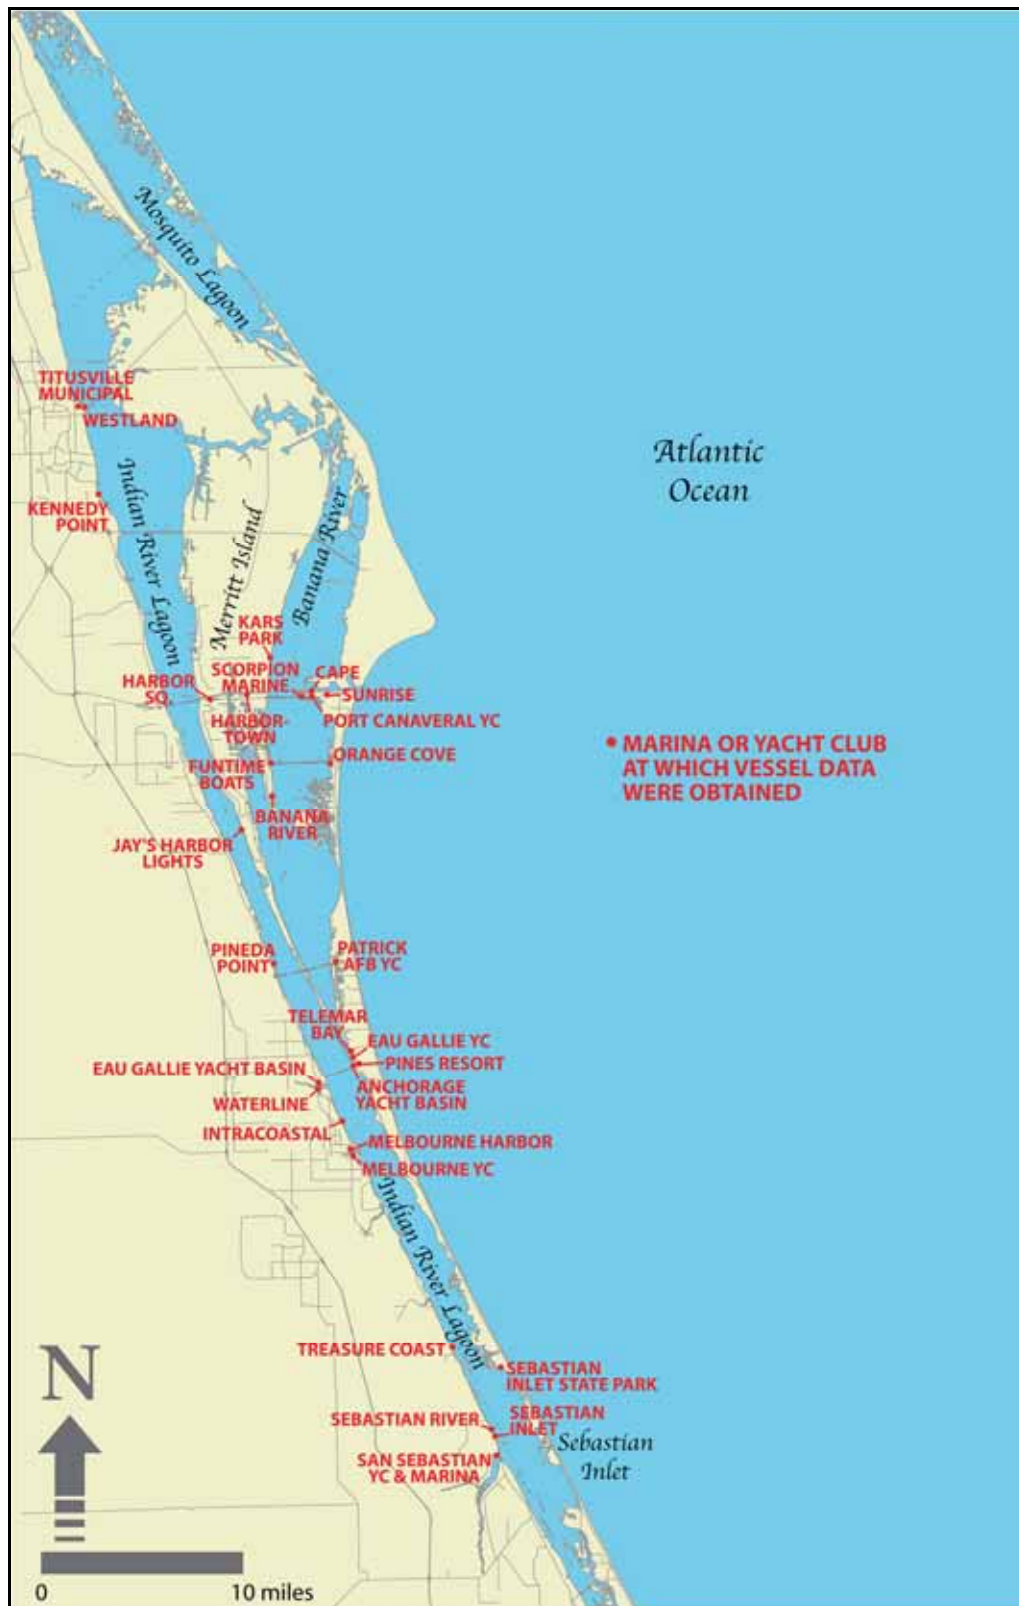 Mosquito Lagoon
TITUSVILLE
MUNICIPAL
WESTLAND
Atlantic
Ocean
Indian River Lagoon
KENNEDY
POINT
Merritt Island
Banana River
KARS
PARK
SCORPION
MARINE
CAPE
HARBOR
SQ.
SUNRISE
HARBOR-
TOWN
PORT CANAVERAL YC
MARINA OR YACHT CLUB
AT WHICH VESSEL DATA
WERE OBTAINED
ORANGE COVE
FUNTIME
BOATS
BANANA
RIVER
JAY'S HARBOR
LIGHTS
PINEDA
POINT
PATRICK
AFB YC
TELEMAR
BAY
EAU GALLIE YC
PINES RESORT
EAU GALLIE YACHT BASIN
ANCHORAGE
YACHT BASIN
WATERLINE
INTRACOASTAL
MELBOURNE HARBOR
MELBOURNE YC
Indian River Lagoon
TREASURE COAST
SEBASTIAN
INLET STATE PARK
SEBASTIAN RIVER
SEBASTIAN
INLET
Sebastian
Inlet
SAN SEBASTIAN
YC & MARINA
N
0 10 miles